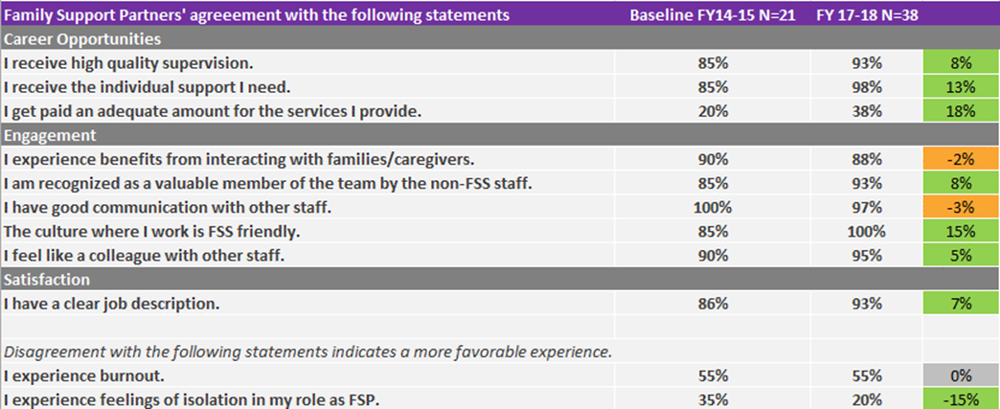 Family Support Partners' agreeement with the following statements Baseline FY14-15 N=21 FY 17-18 N=38
Career Opportunities
I receive high quality supervision. 85% 93% 8%
I receive the individual support I need. 85% 98% 13%
I get paid an adequate amount for the services I provide. 20% 38% 18%
Engagement
I experience benefits from interacting with families/caregivers. 90% 88% -2%
I am recognized as a valuable member of the team by the non-FSS staff. 85% 93% 8%
I have good communication with other staff. 100% 97% -3%
The culture where I work is FSS friendly. 85% 100% 15%
I feel like a colleague with other staff. 90% 95% 5%
Satisfaction
I have a clear job description. 86% 93% 7%
Disagreement with the following statements indicates a more favorable experience.
I experience burnout. 55% 55% 0%
I experience feelings of isolation in my role as FSP. 35% 20% -15%